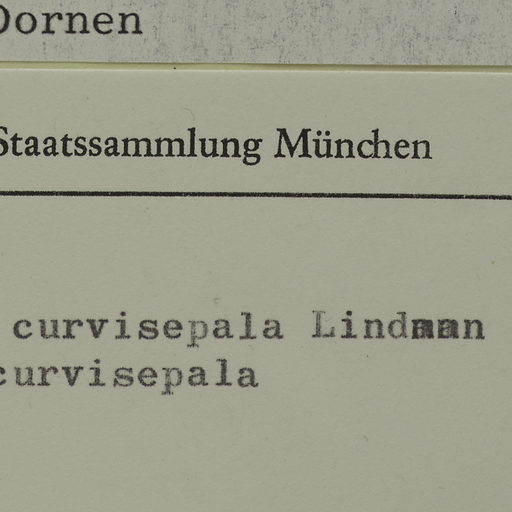 Dornen
Staatssammlung München
curvisepala Lindman
curvisepala